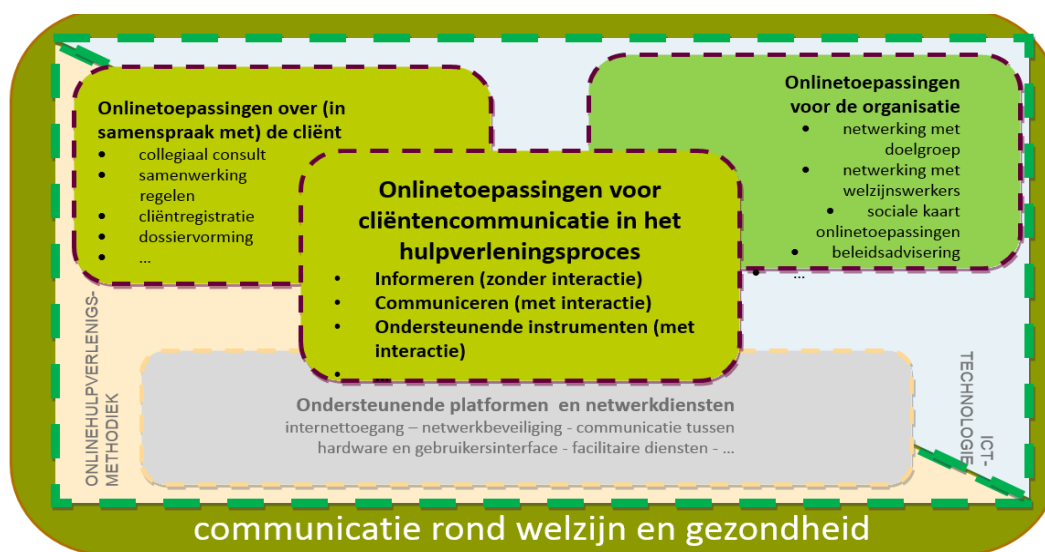 Onlinetoepassingen over (in
samenspraak met) de cliënt
• collegiaal consult
• samenwerking
regelen
• cliëntregistratie
• dossiervorming
• ...
Onlinetoepassingen
voor de organisatie
• netwerking met
doelgroep
• netwerking met
welzijnswerkers
• sociale kaart
onlinetoepassingen
• beleidsadvisering
• ...
Onlinetoepassingen voor
cliëntencommunicatie in het
hulpverleningsproces
• Informeren (zonder interactie)
• Communiceren (met interactie)
• Ondersteunende instrumenten (met
interactie)
• ...
ONLINEHULPVERLENIGS-
METHODIEK
ICT-
TECHNOLOGIE
Ondersteunende platformen en netwerkdiensten
internettoegang – netwerkbeveiliging - communicatie tussen
hardware en gebruikersinterface - facilitaire diensten - ...
communicatie rond welzijn en gezondheid